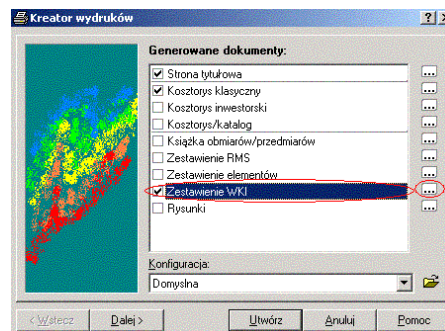 Kreator wydruków
Generowane dokumenty:
Strona tytułowa
Kosztorys klasyczny
Kosztorys inwestorski
Kosztorys/katalog
Książka obmiarów/przedmiarów
Zestawienie RMS
Zestawienie elementów
Zestawienie WKI
Rysunki
Konfiguracja:
Domyslna
< Wstecz Dalej > Utwórz Anuluj Pomoc